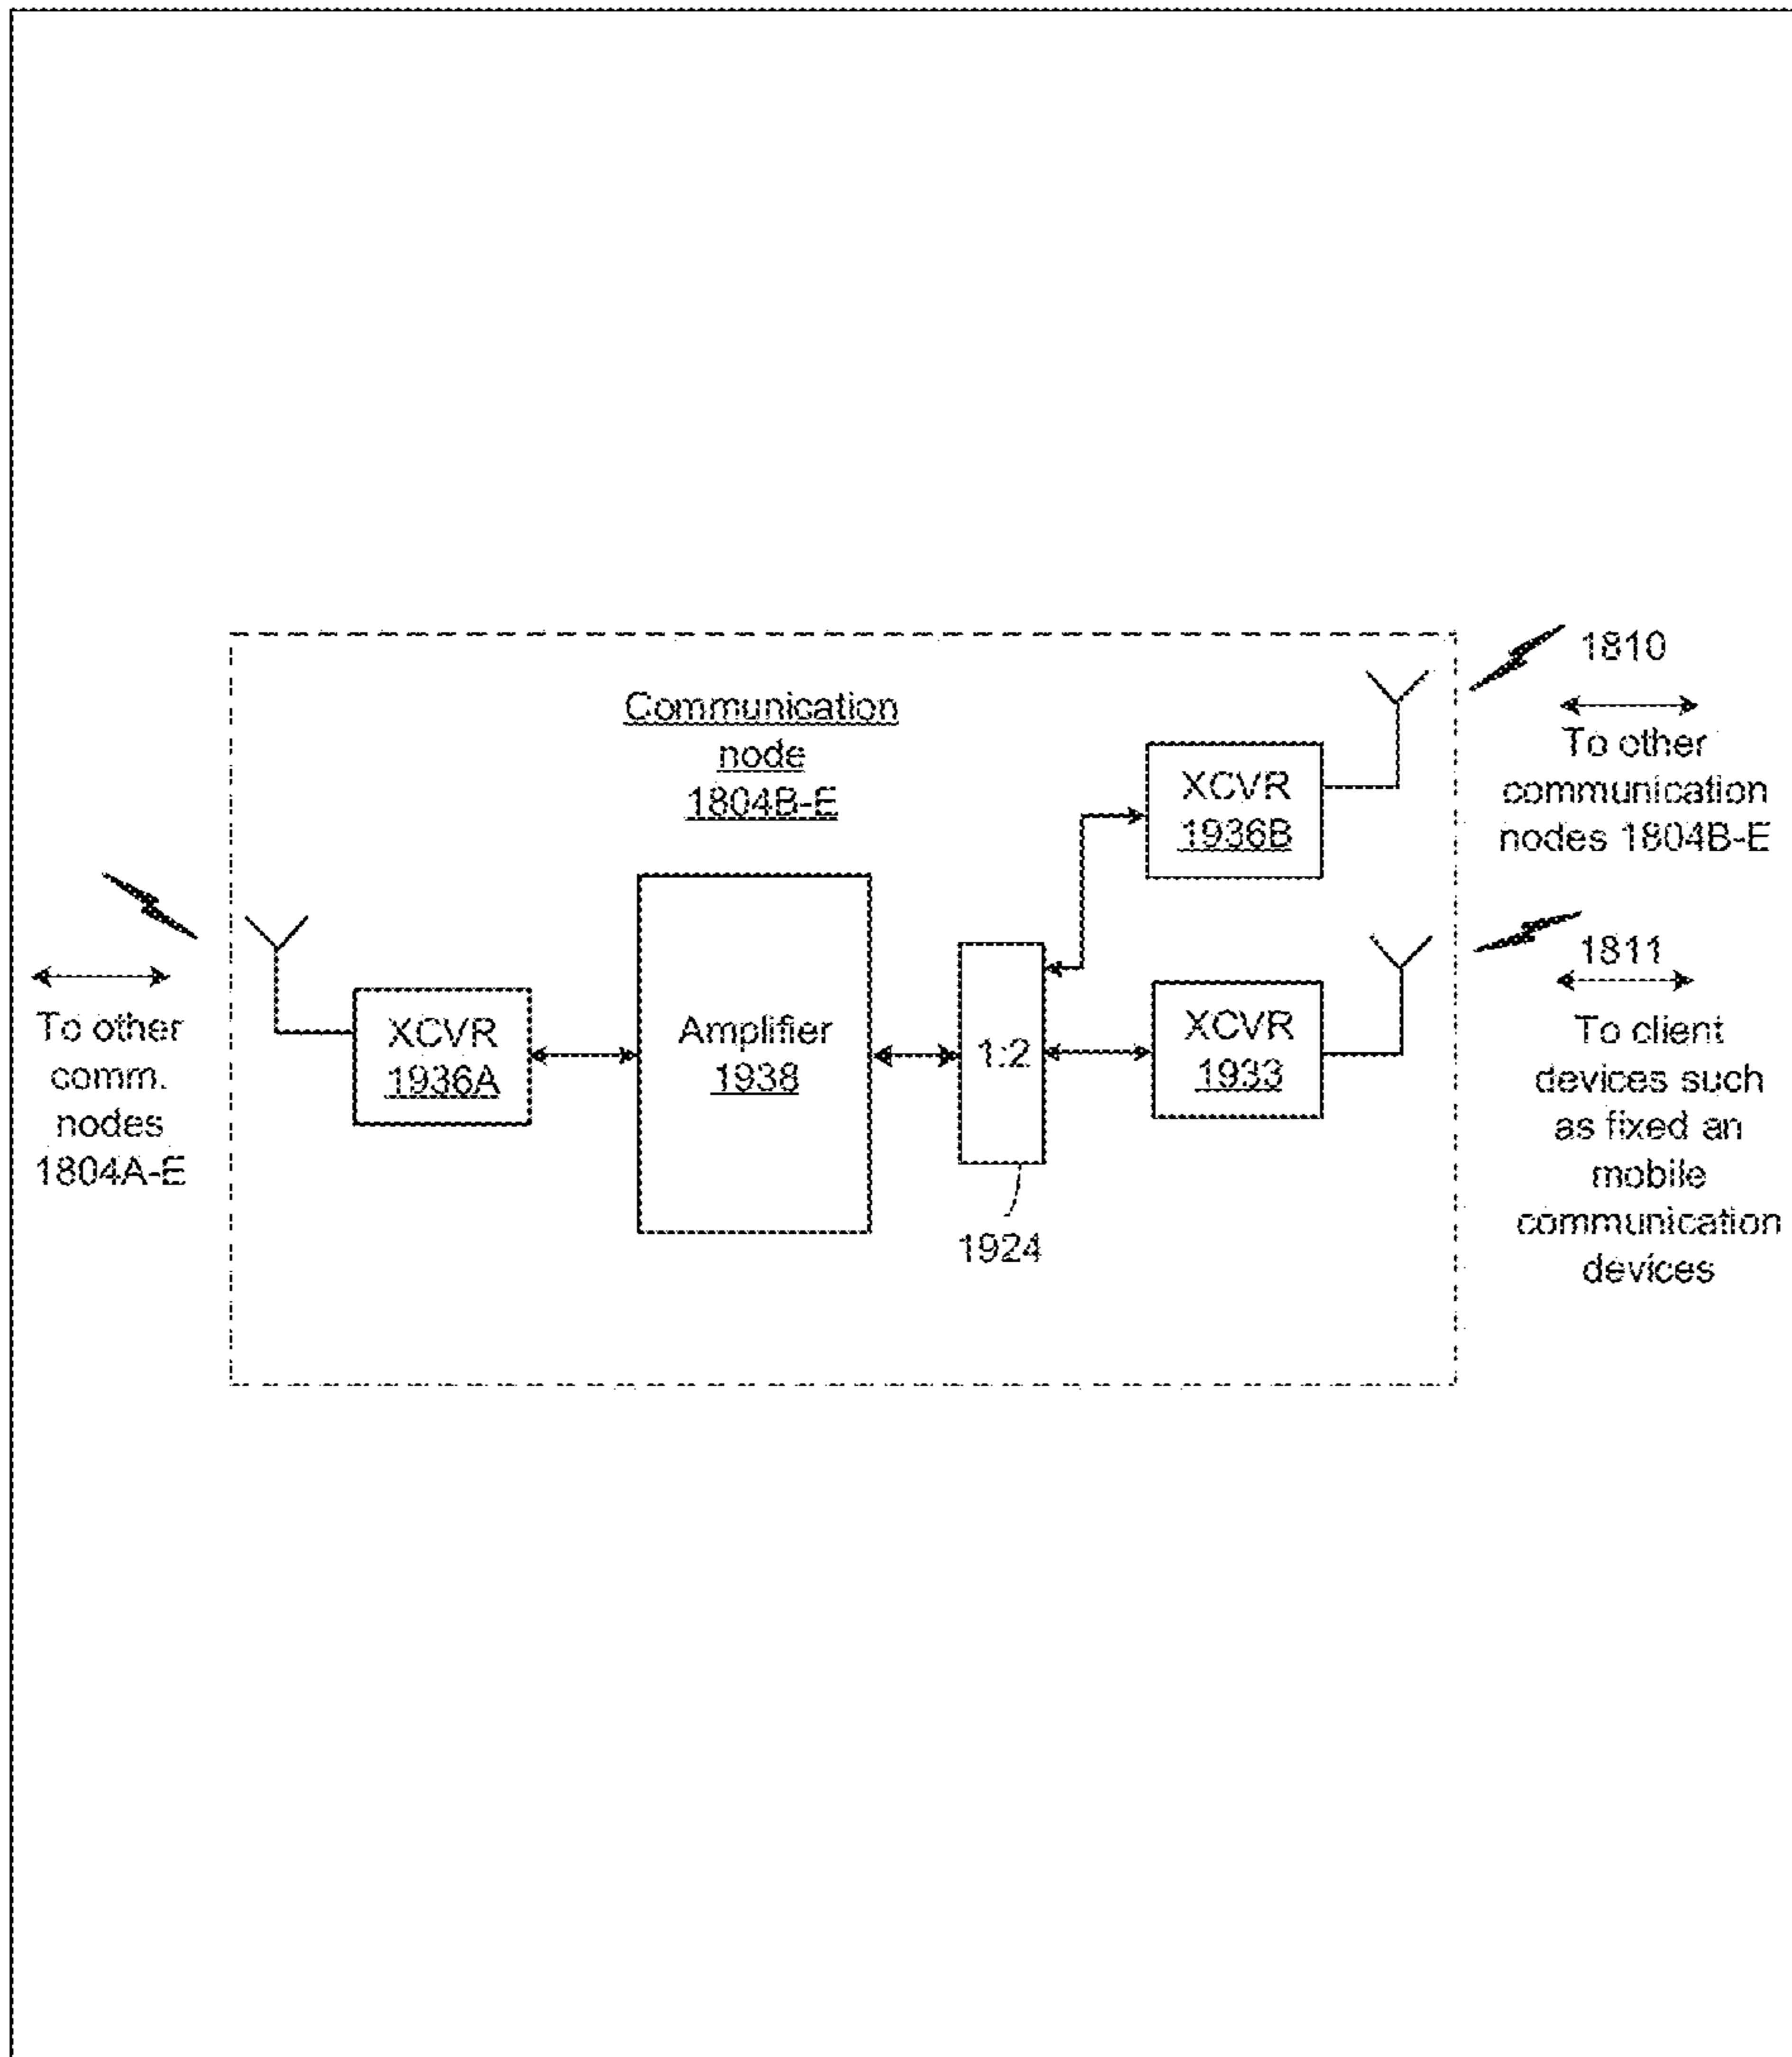 Communication
node
1804B-E
To other
comm.
nodes
1804A-E
XCVR
1936A
Amplifier
1938
1:2
1924
XCVR
1936B
XCVR
1933
1810
To other
communication
nodes 1804B-E
1811
To client
devices such
as fixed an
mobile
communication
devices